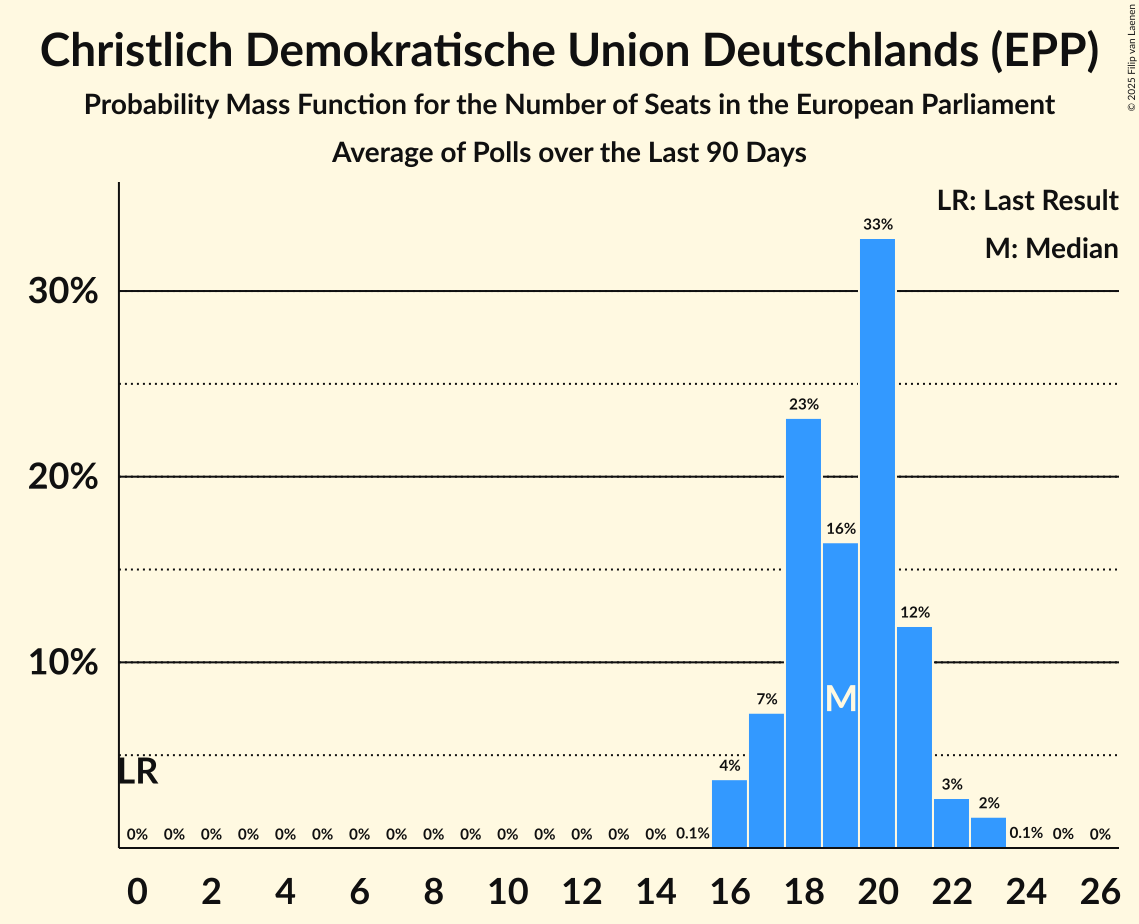 Christlich Demokratische Union Deutschlands (EPP)
Probability Mass Function for the Number of Seats in the European Parliament
Average of Polls over the Last 90 Days
© 2025 Filip van Laenen
LR: Last Result
M: Median
30%
20%
10%
33%
23%
16%
12%
7%
4%
3%
2%
M
LR
0% 0% 0% 0% 0% 0% 0% 0% 0% 0% 0% 0% 0% 0% 0% 0.1% 0.1% 0% 0%
0 2 4 6 8 10 12 14 16 18 20 22 24 26